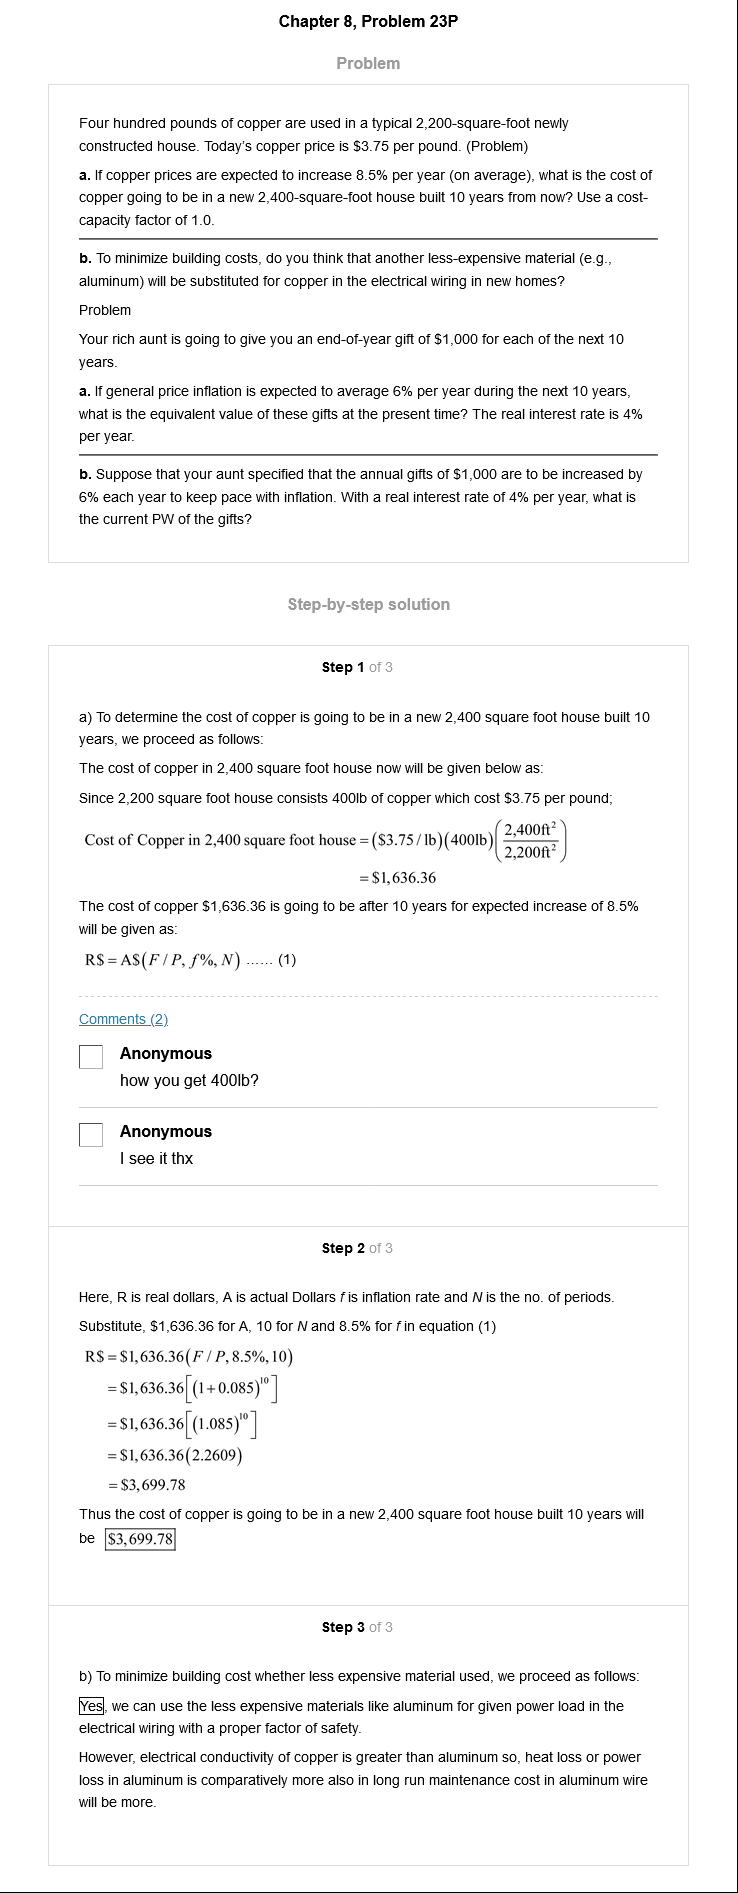 Chapter 8, Problem 23P
Problem
Four hundred pounds of copper are used in a typical 2,200-square-foot newly
constructed house. Today's copper price is $3.75 per pound. (Problem)
a. If copper prices are expected to increase 8.5% per year (on average), what is the cost of
copper going to be in a new 2,400-square-foot house built 10 years from now? Use a cost-
capacity factor of 1.0.
b. To minimize building costs, do you think that another less-expensive material (e.g.,
aluminum) will be substituted for copper in the electrical wiring in new homes?
Problem
Your rich aunt is going to give you an end-of-year gift of $1,000 for each of the next 10
years.
a. If general price inflation is expected to average 6% per year during the next 10 years,
what is the equivalent value of these gifts at the present time? The real interest rate is 4%
per year.
b. Suppose that your aunt specified that the annual gifts of $1,000 are to be increased by
6% each year to keep pace with inflation. With a real interest rate of 4% per year, what is
the current PW of the gifts?
Step-by-step solution
Step 1 of 3
a) To determine the cost of copper is going to be in a new 2,400 square foot house built 10
years, we proceed as follows:
The cost of copper in 2,400 square foot house now will be given below as:
Since 2,200 square foot house consists 400lb of copper which cost $3.75 per pound;
Cost of Copper in 2,400 square foot house = ($3.75 / lb)(400lb)(2,400ft² / 2,200ft²)
= $1,636.36
The cost of copper $1,636.36 is going to be after 10 years for expected increase of 8.5%
will be given as:
R$ = A$(F / P, f%, N) ...... (1)
Comments (2)
Anonymous
how you get 400lb?
Anonymous
I see it thx
Step 2 of 3
Here, R is real dollars, A is actual Dollars f is inflation rate and N is the no. of periods.
Substitute, $1,636.36 for A, 10 for N and 8.5% for f in equation (1)
R$ = $1,636.36(F / P, 8.5%, 10)
= $1,636.36[(1+0.085)¹⁰]
= $1,636.36[(1.085)¹⁰]
= $1,636.36(2.2609)
= $3,699.78
Thus the cost of copper is going to be in a new 2,400 square foot house built 10 years will
be $3,699.78
Step 3 of 3
b) To minimize building cost whether less expensive material used, we proceed as follows:
Yes, we can use the less expensive materials like aluminum for given power load in the
electrical wiring with a proper factor of safety.
However, electrical conductivity of copper is greater than aluminum so, heat loss or power
loss in aluminum is comparatively more also in long run maintenance cost in aluminum wire
will be more.